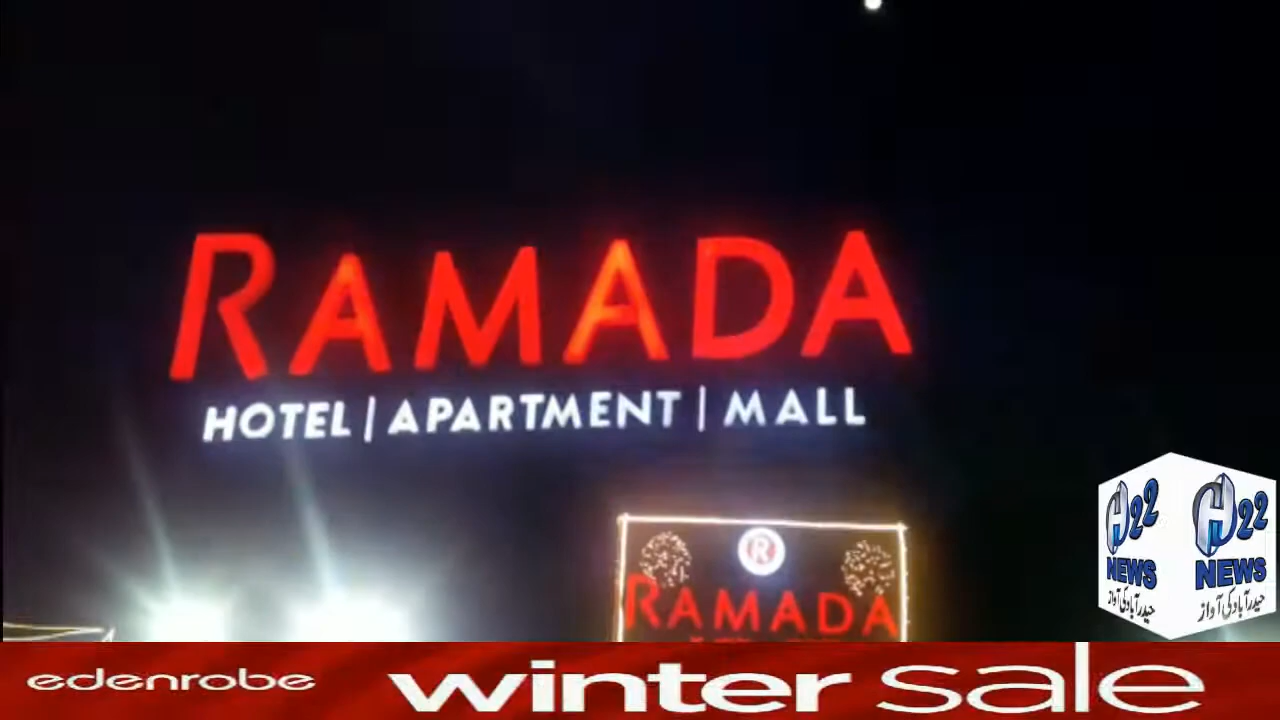 RAMADA
HOTEL | APARTMENT | MALL
R
RAMADA
H22
NEWS
حیدرآباد کی آواز
H22
NEWS
حیدرآباد کی آواز
edenrobe winter sale